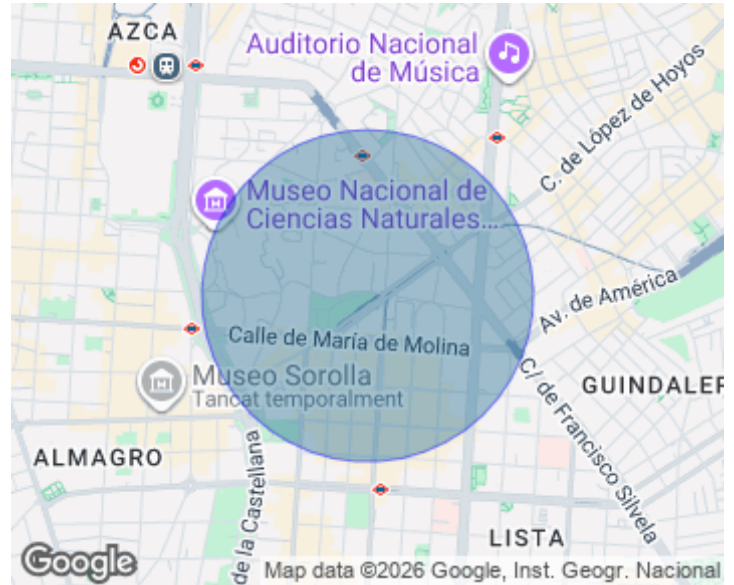 AZCA
Auditorio Nacional
de Música
C. de López de Hoyos
Museo Nacional de
Ciencias Naturales...
Av. de América
Calle de María de Molina
Museo Sorolla
Tancat temporalment
C/ de Francisco Silvela
GUINDALER
ALMAGRO
de la Castellana
LISTA
Google
Map data ©2026 Google, Inst. Geogr. Nacional